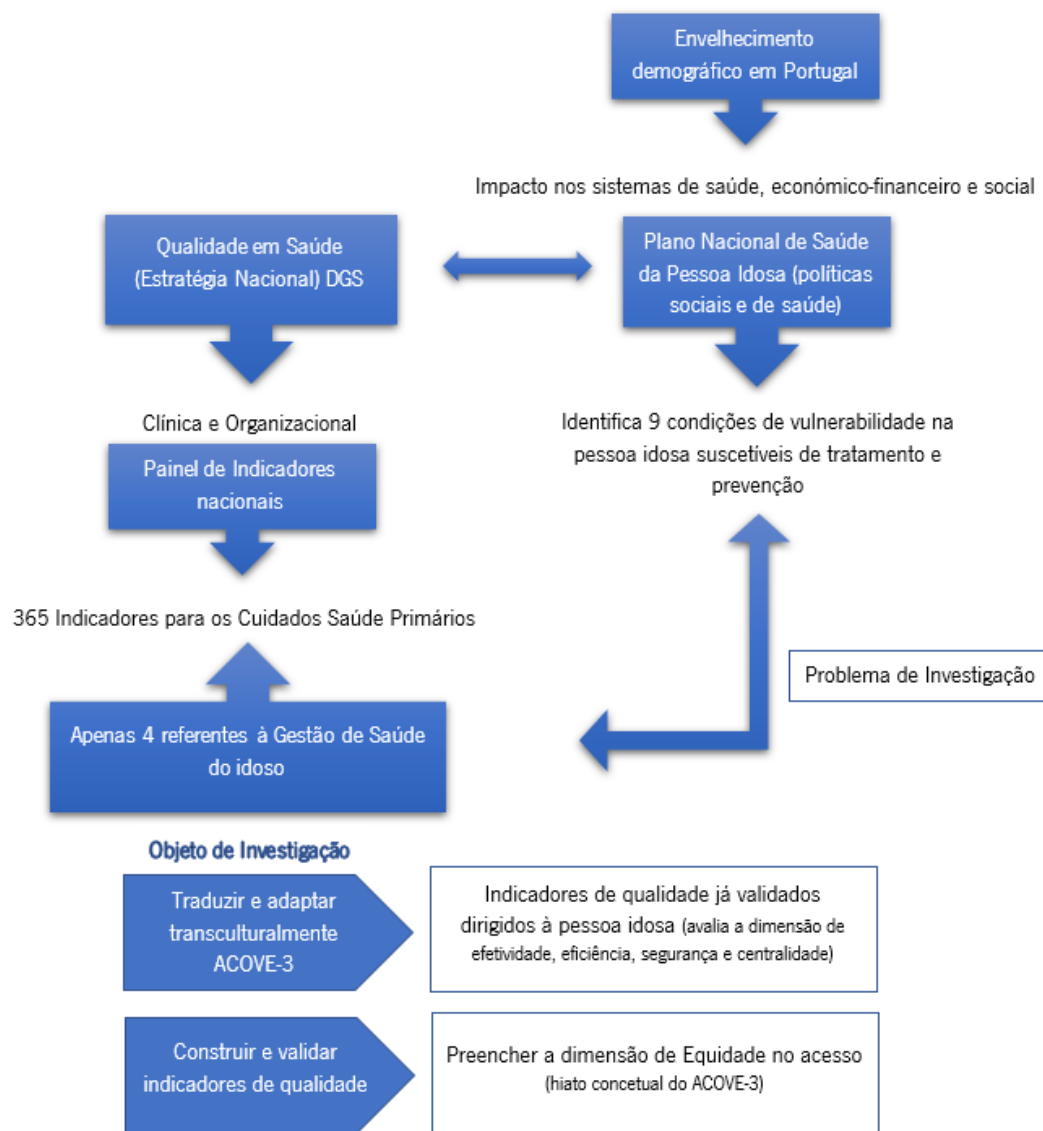 Envelhecimento
demográfico em Portugal
Impacto nos sistemas de saúde, económico-financeiro e social
Qualidade em Saúde
(Estratégia Nacional) DGS
Plano Nacional de Saúde
da Pessoa Idosa (políticas
sociais e de saúde)
Clínica e Organizacional
Painel de Indicadores
nacionais
Identifica 9 condições de vulnerabilidade na
pessoa idosa suscetíveis de tratamento e
prevenção
365 Indicadores para os Cuidados Saúde Primários
Problema de Investigação
Apenas 4 referentes à Gestão de Saúde
do idoso
Objeto de Investigação
Traduzir e adaptar
transculturalmente
ACOVE-3
Indicadores de qualidade já validados
dirigidos à pessoa idosa (avalia a dimensão de
efetividade, eficiência, segurança e centralidade)
Construir e validar
indicadores de qualidade
Preencher a dimensão de Equidade no acesso
(hiato concetual do ACOVE-3)